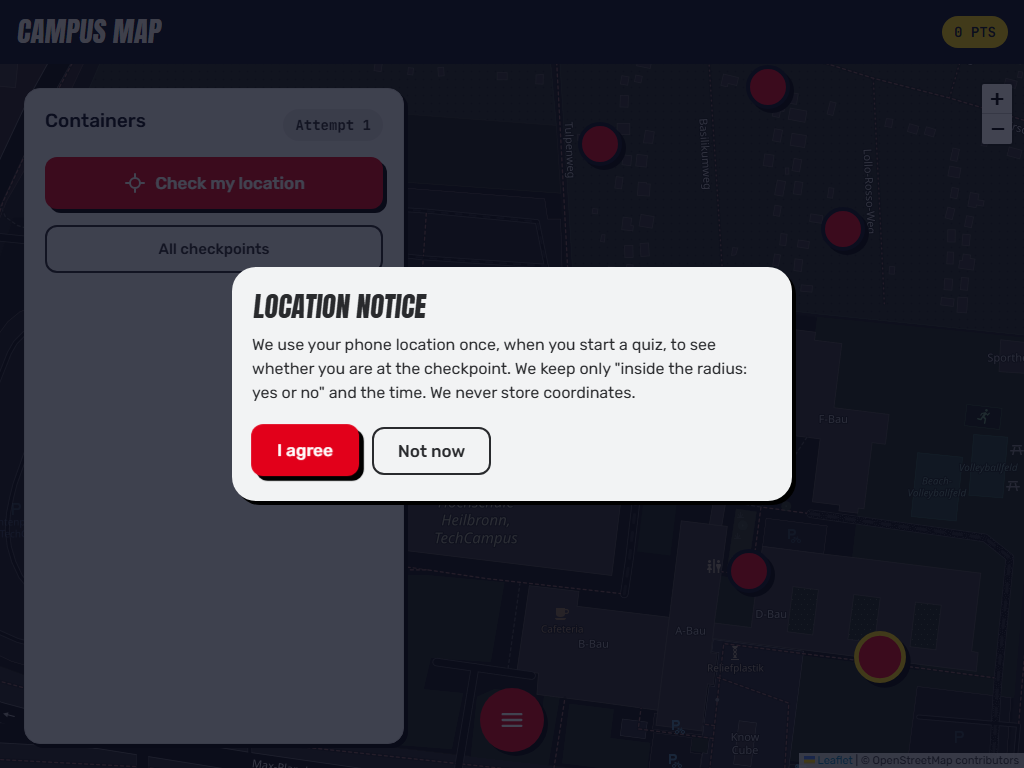 CAMPUS MAP
0 PTS
Containers
Attempt 1
Check my location
All checkpoints
+
−
Tulpenweg
Basilikumweg
Lollo-Rosso-Weg
LOCATION NOTICE
We use your phone location once, when you start a quiz, to see
whether you are at the checkpoint. We keep only "inside the radius:
yes or no" and the time. We never store coordinates.
I agree
Not now
F-Bau
Volleyballfeld
Beach
Volleyballfeld
Heilbronn,
TechCampus
D-Bau
Cafeteria
A-Bau
B-Bau
Reliefplastik
Know
Cube
Leaflet | © OpenStreetMap contributors